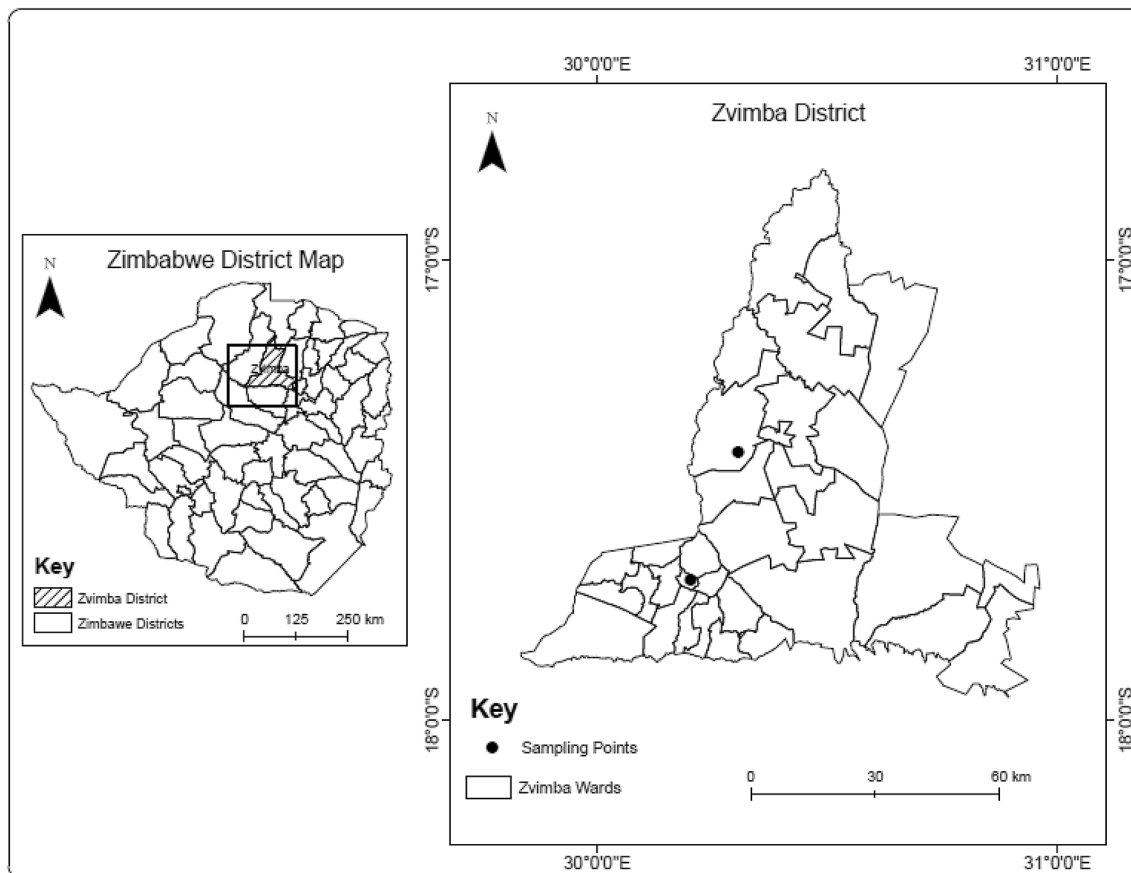 Zimbabwe District Map
N
Zvimba
Key
Zvimba District
Zimbawe Districts
0 125 250 km
30°0'0"E 31°0'0"E
Zvimba District
N
17°0'0"S 17°0'0"S
18°0'0"S 18°0'0"S
Key
Sampling Points
Zvimba Wards
0 30 60 km
30°0'0"E 31°0'0"E